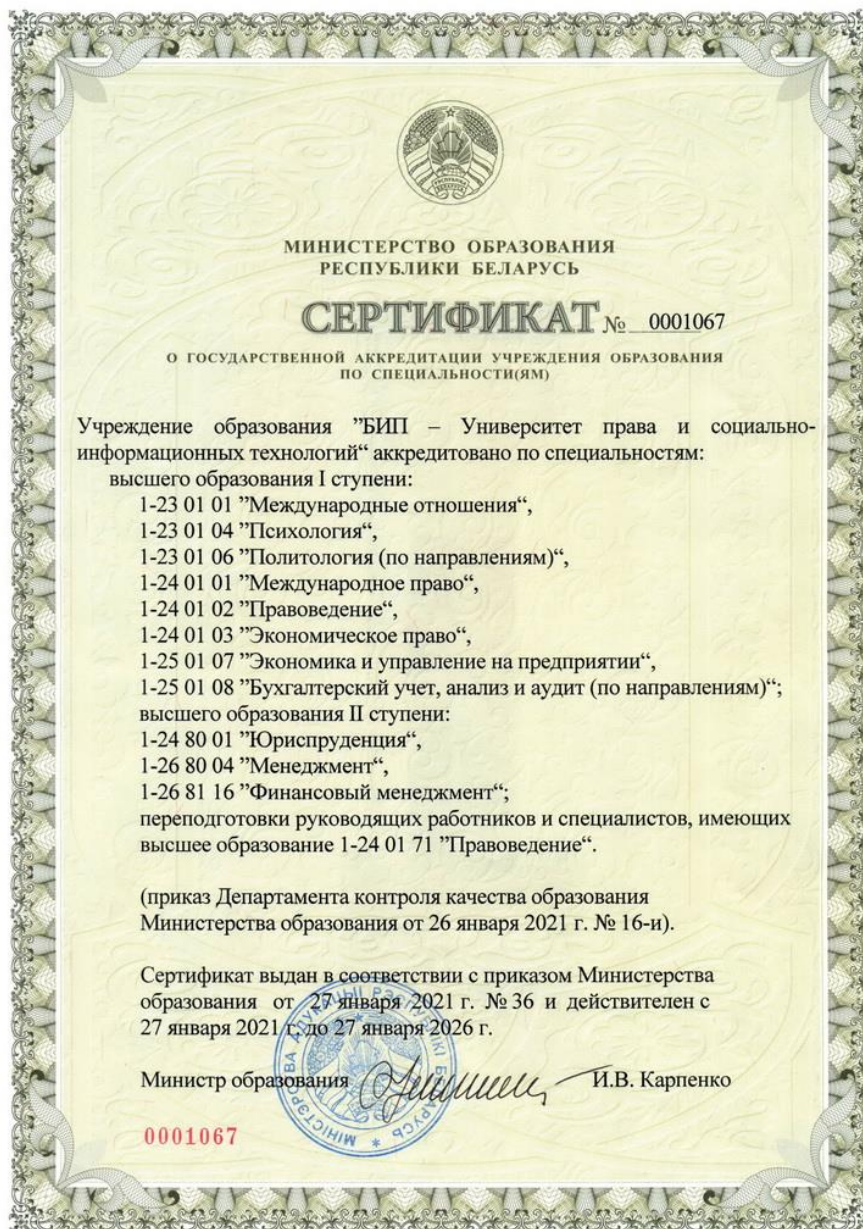 МИНИСТЕРСТВО ОБРАЗОВАНИЯ
РЕСПУБЛИКИ БЕЛАРУСЬ
СЕРТИФИКАТ № 0001067
О ГОСУДАРСТВЕННОЙ АККРЕДИТАЦИИ УЧРЕЖДЕНИЯ ОБРАЗОВАНИЯ
ПО СПЕЦИАЛЬНОСТИ(ЯМ)
Учреждение образования ”БИП – Университет права и социально-
информационных технологий“ аккредитовано по специальностям:
высшего образования I ступени:
1-23 01 01 ”Международные отношения“,
1-23 01 04 ”Психология“,
1-23 01 06 ”Политология (по направлениям)“,
1-24 01 01 ”Международное право“,
1-24 01 02 ”Правоведение“,
1-24 01 03 ”Экономическое право“,
1-25 01 07 ”Экономика и управление на предприятии“,
1-25 01 08 ”Бухгалтерский учет, анализ и аудит (по направлениям)“;
высшего образования II ступени:
1-24 80 01 ”Юриспруденция“,
1-26 80 04 ”Менеджмент“,
1-26 81 16 ”Финансовый менеджмент“;
переподготовки руководящих работников и специалистов, имеющих
высшее образование 1-24 01 71 ”Правоведение“.
(приказ Департамента контроля качества образования
Министерства образования от 26 января 2021 г. № 16-и).
Сертификат выдан в соответствии с приказом Министерства
образования от 27 января 2021 г. № 36 и действителен с
27 января 2021 г. до 27 января 2026 г.
Министр образования И.В. Карпенко
МІНІСТЭРСТВА АДУКАЦЫІ РЭСПУБЛІКІ БЕЛАРУСЬ *
0001067